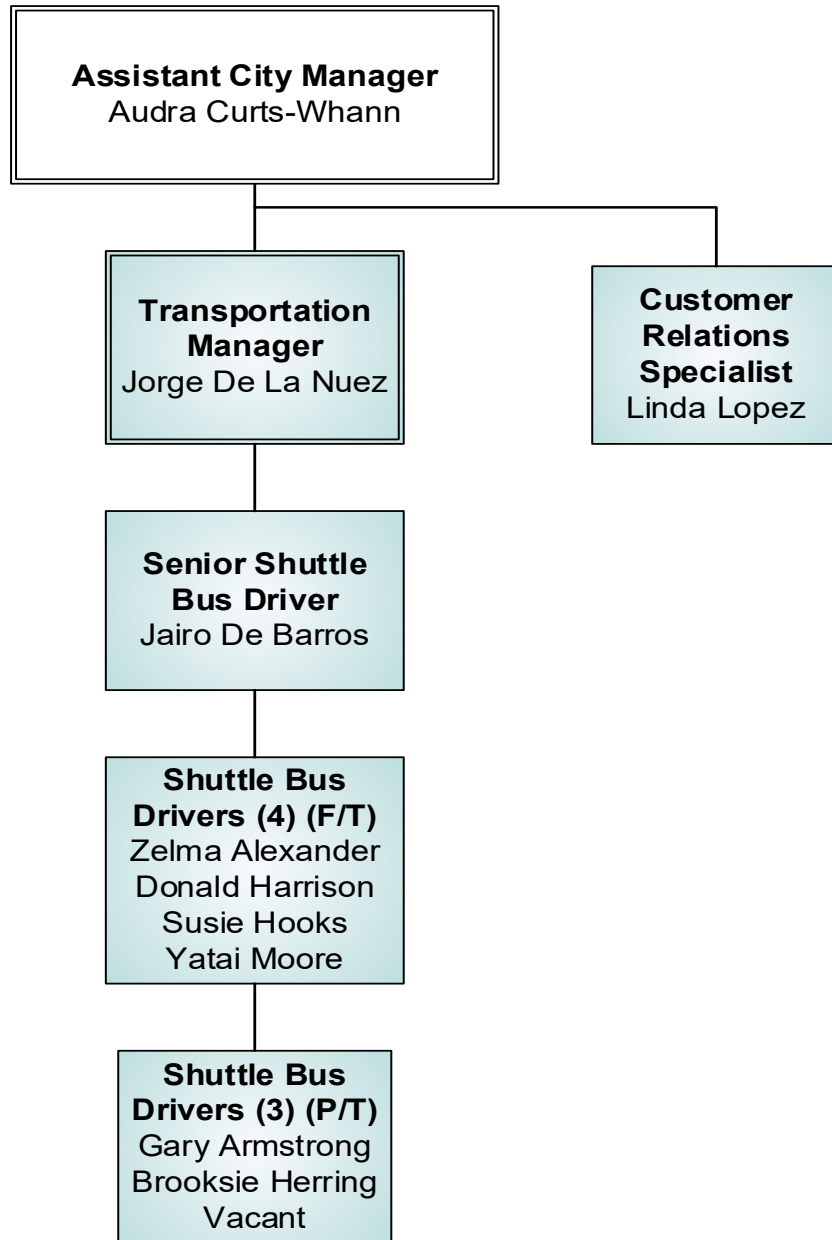 Assistant City Manager
Audra Curts-Whann
Transportation
Manager
Jorge De La Nuez
Customer
Relations
Specialist
Linda Lopez
Senior Shuttle
Bus Driver
Jairo De Barros
Shuttle Bus
Drivers (4) (F/T)
Zelma Alexander
Donald Harrison
Susie Hooks
Yatai Moore
Shuttle Bus
Drivers (3) (P/T)
Gary Armstrong
Brooksie Herring
Vacant